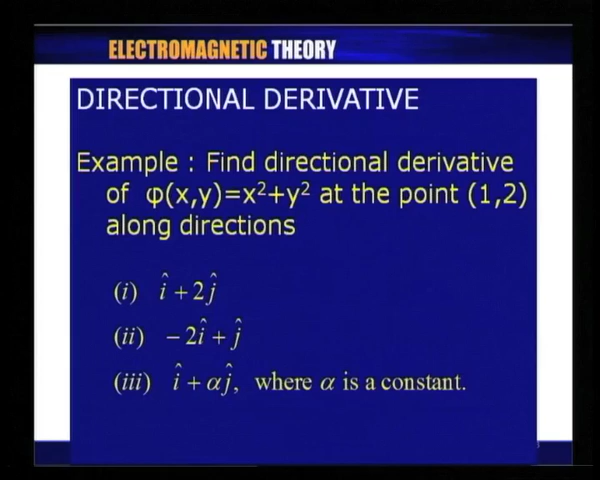 ELECTROMAGNETIC THEORY
DIRECTIONAL DERIVATIVE
Example : Find directional derivative
of φ(x,y)=x²+y² at the point (1,2)
along directions
(i) î + 2ĵ
(ii) − 2î + ĵ
(iii) î + αĵ, where α is a constant.